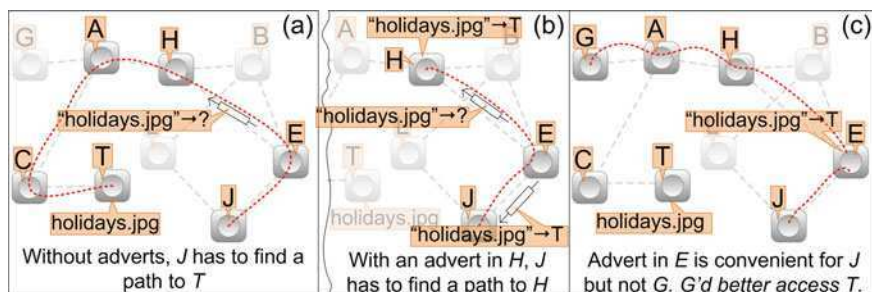 (a)
G
A
H
B
"holidays.jpg"→?
E
C
T
L
J
holidays.jpg
Without adverts, J has to find a
path to T
(b)
"holidays.jpg"→T
A
B
H
"holidays.jpg"→?
L
E
T
J
holidays.jpg
"holidays.jpg"→T
With an advert in H, J
has to find a path to H
(c)
G
A
H
B
"holidays.jpg"→T
E
C
T
L
J
holidays.jpg
Advert in E is convenient for J
but not G. G'd better access T.